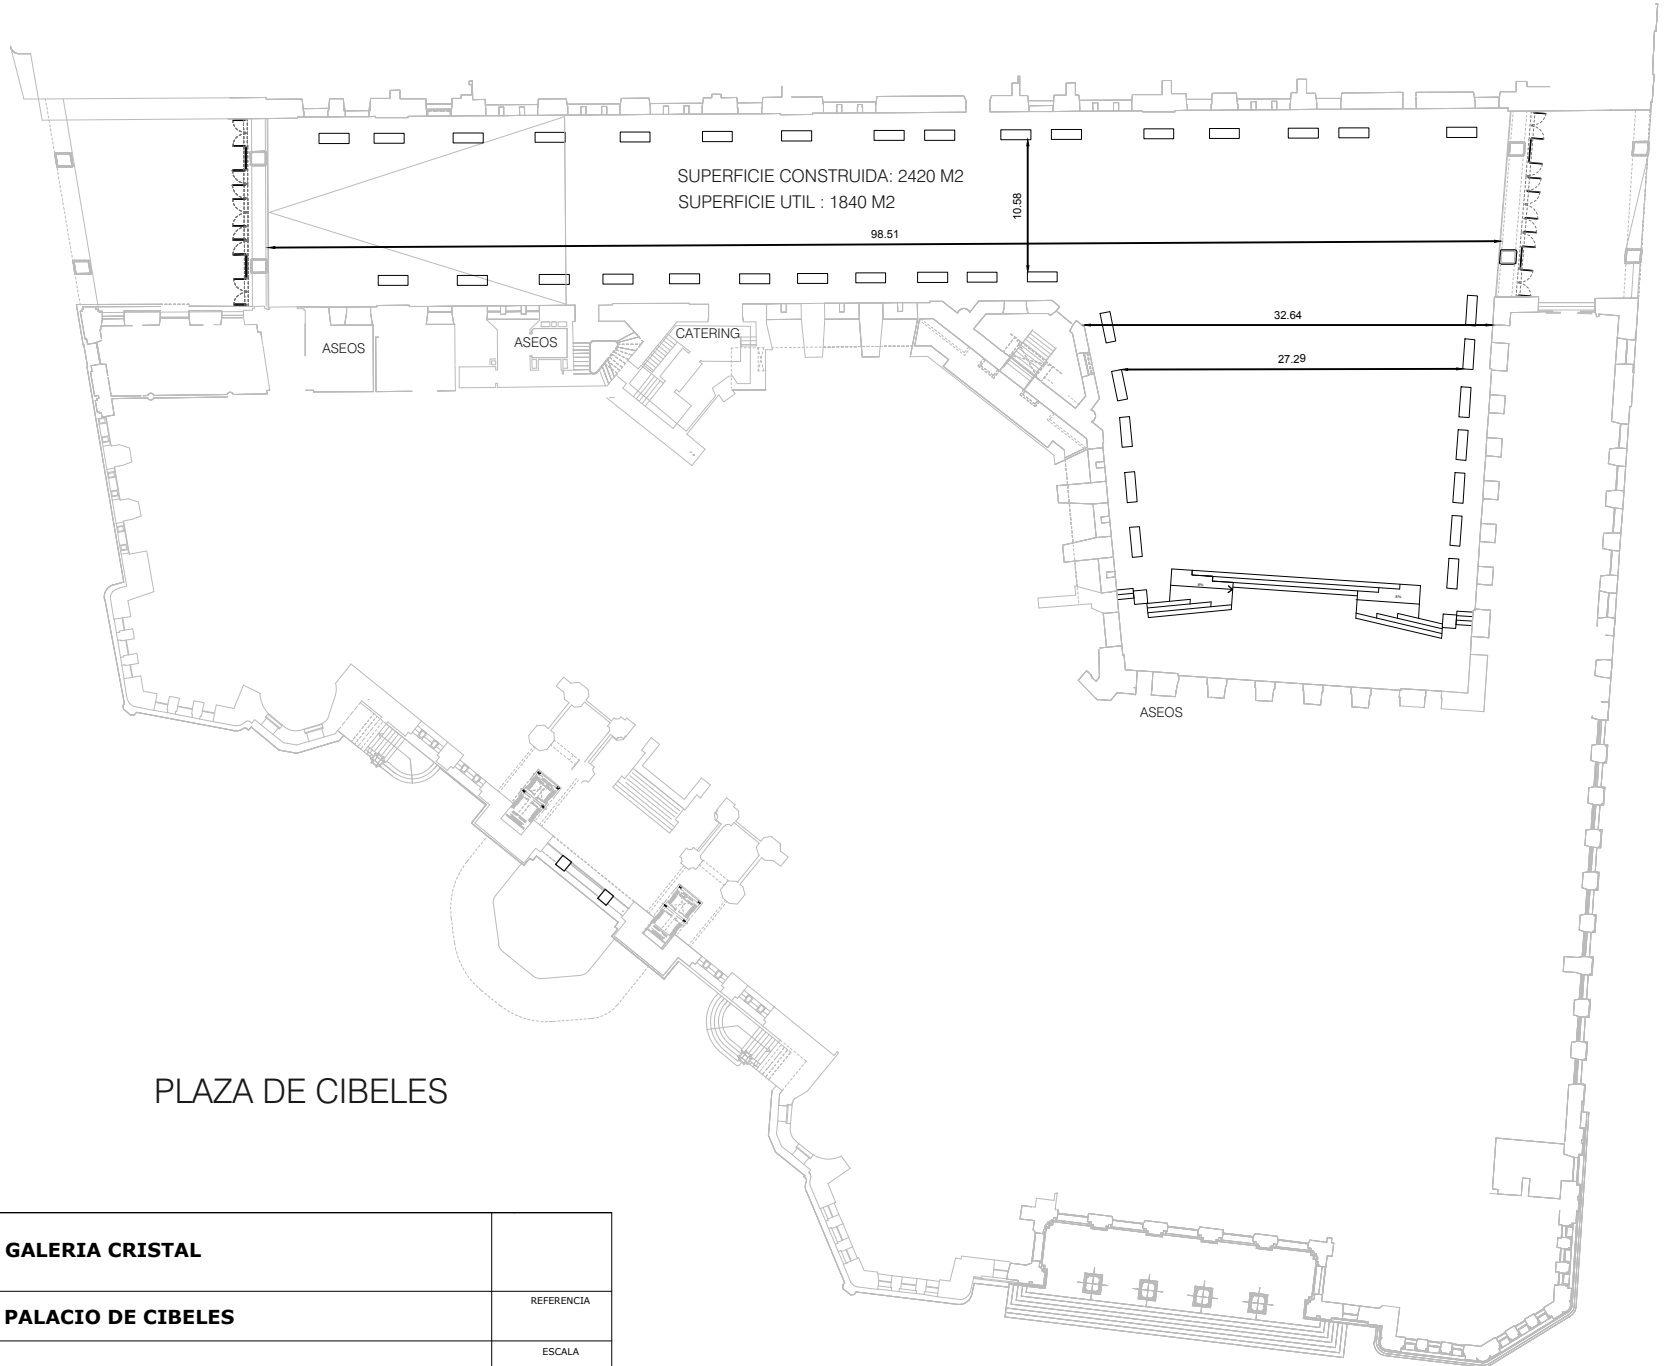 SUPERFICIE CONSTRUIDA: 2420 M2
SUPERFICIE UTIL : 1840 M2
10.58
98.51
32.64
27.29
ASEOS
ASEOS
CATERING
ASEOS
PLAZA DE CIBELES
GALERIA CRISTAL
PALACIO DE CIBELES
REFERENCIA
ESCALA